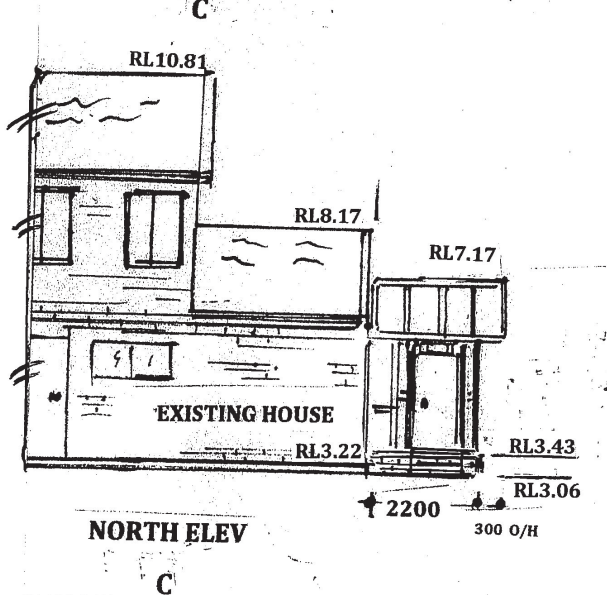 C
RL10.81
RL8.17
RL7.17
EXISTING HOUSE
RL3.22
RL3.43
RL3.06
2200
300 O/H
NORTH ELEV
C